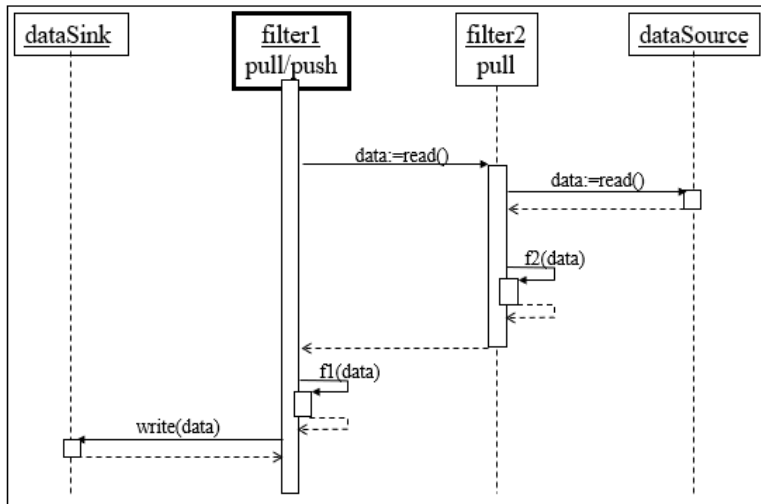 dataSink
filter1
pull/push
filter2
pull
dataSource
data:=read()
data:=read()
f2(data)
f1(data)
write(data)